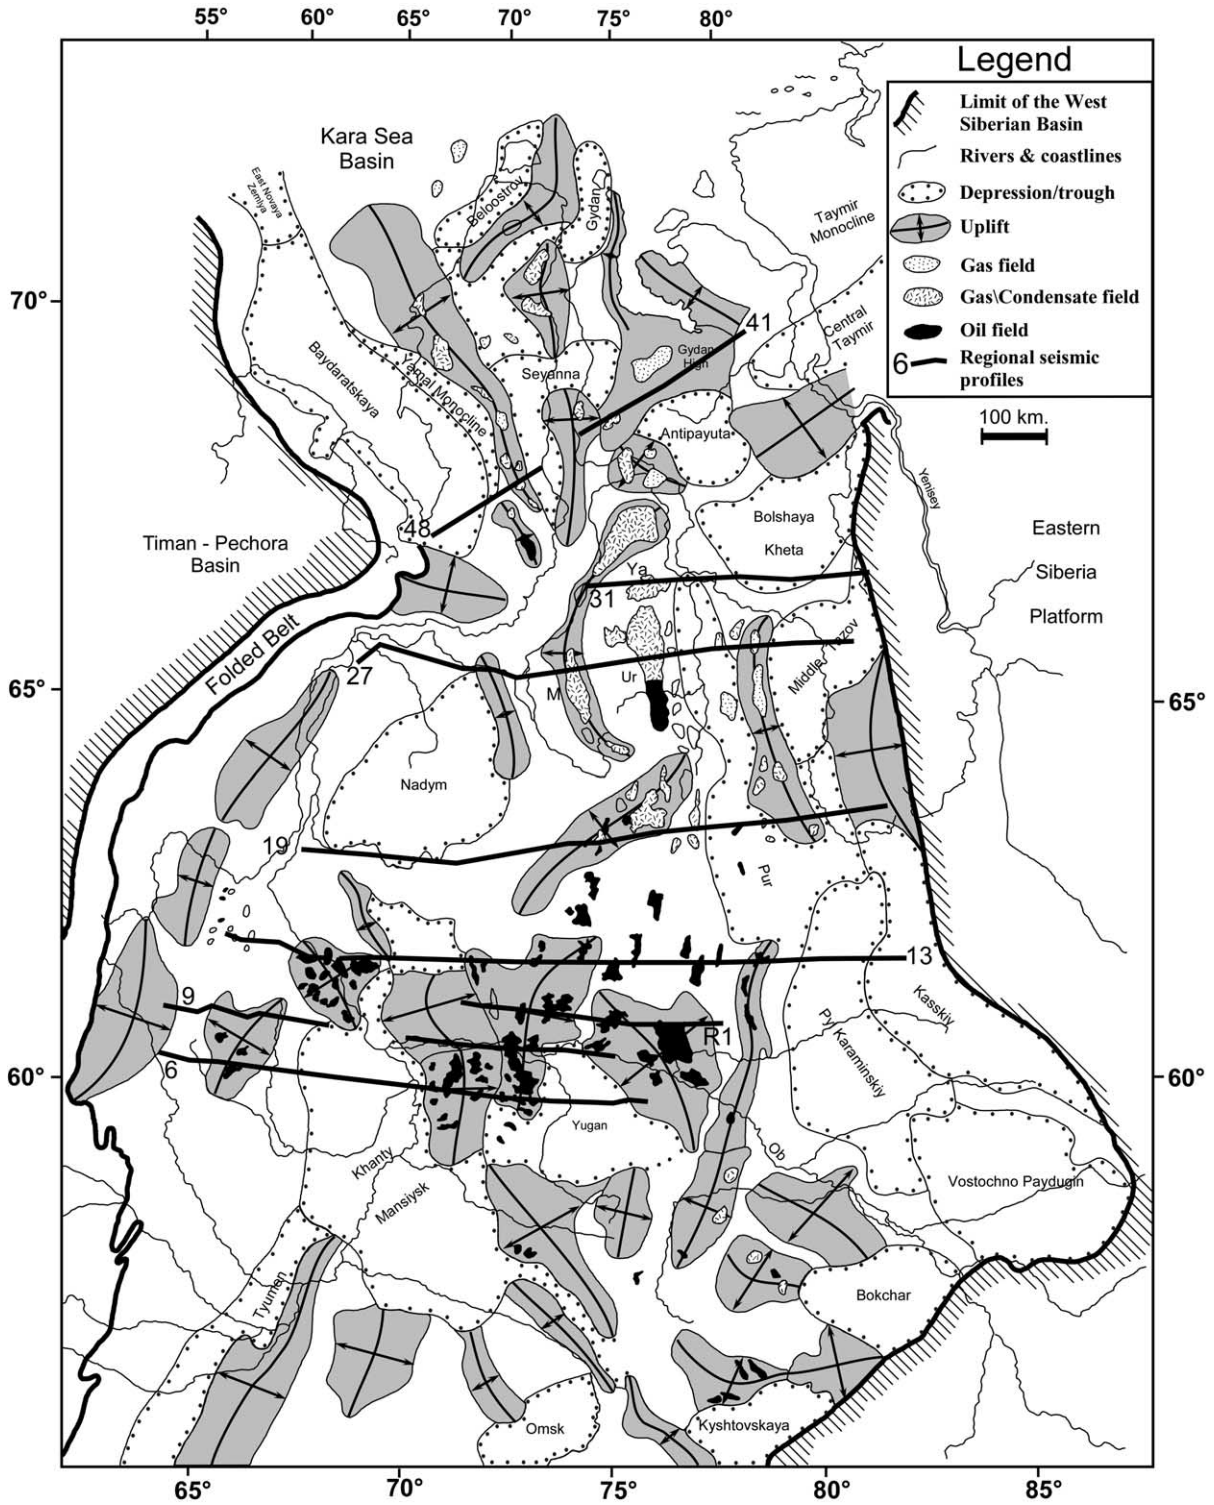 55° 60° 65° 70° 75° 80°
Legend
Limit of the West
Siberian Basin
Rivers & coastlines
Depression/trough
Uplift
Gas field
Gas\Condensate field
Oil field
6 Regional seismic
profiles
100 km.
Kara Sea
Basin
East Novaya
Zemlya
Beloostrov
Gydan
Taymir
Monocline
70°
41
Central
Taymir
Gydan
High
Baydaratskaya
Yamal Monocline
Seyanna
Antipayuta
Yenisey
48
Bolshaya
Kheta
Eastern
Siberia
Platform
Timan - Pechora
Basin
Ya
31
Folded Belt
27
Middle Tazov
65°
65°
M
Ur
Nadym
19
Pur
13
9
Kasskiy
R1
Py Karaminskiy
6
60°
60°
Yugan
Ob
Khanty
Mansiysk
Vostochno Paydugin
Tyumen
Bokchar
Omsk
Kyshtovskaya
65° 70° 75° 80° 85°